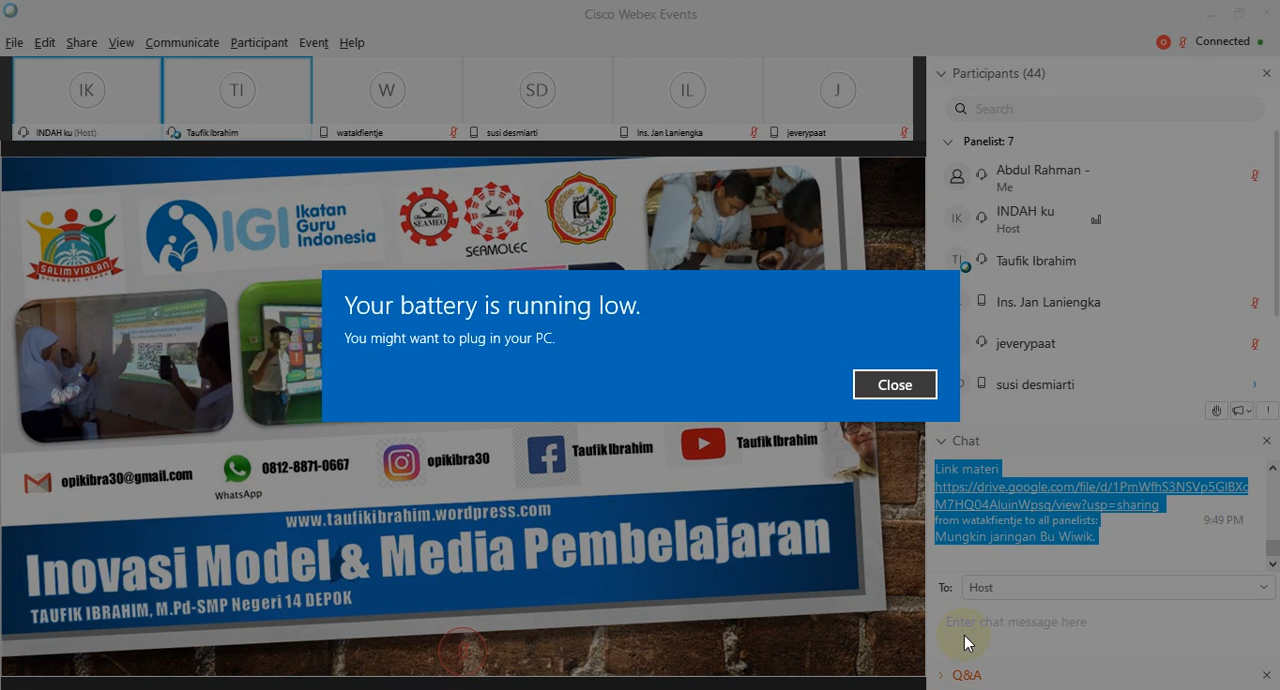 Cisco Webex Events
File Edit Share View Communicate Participant Event Help
Connected
IK
TI
W
SD
IL
J
INDAH ku (Host)
Taufik Ibrahim
watakfientje
susi desmiarti
Ins. Jan Laniengka
jeverypaat
SALIMVIRLAN
SULAWESI UTARA
IGI Ikatan Guru Indonesia
SEAMEO
SEAMOLEC
Your battery is running low.
You might want to plug in your PC.
Close
opikibra30@gmail.com
WhatsApp
0812-8871-0667
opikibra30
Taufik Ibrahim
Taufik Ibrahim
www.taufikibrahim.wordpress.com
Inovasi Model & Media Pembelajaran
TAUFIK IBRAHIM, M.Pd-SMP Negeri 14 DEPOK
Participants (44)
Search
Panelist: 7
Abdul Rahman -
Me
IK
INDAH ku
Host
TI
Taufik Ibrahim
Ins. Jan Laniengka
jeverypaat
susi desmiarti
Chat
Link materi
https://drive.google.com/file/d/1PmWfhS3NSVp5GlBXc
M7HQ04AluinWpsq/view?usp=sharing
from watakfientje to all panelists:
9:49 PM
Mungkin jaringan Bu Wiwik.
To: Host
Enter chat message here
Q&A